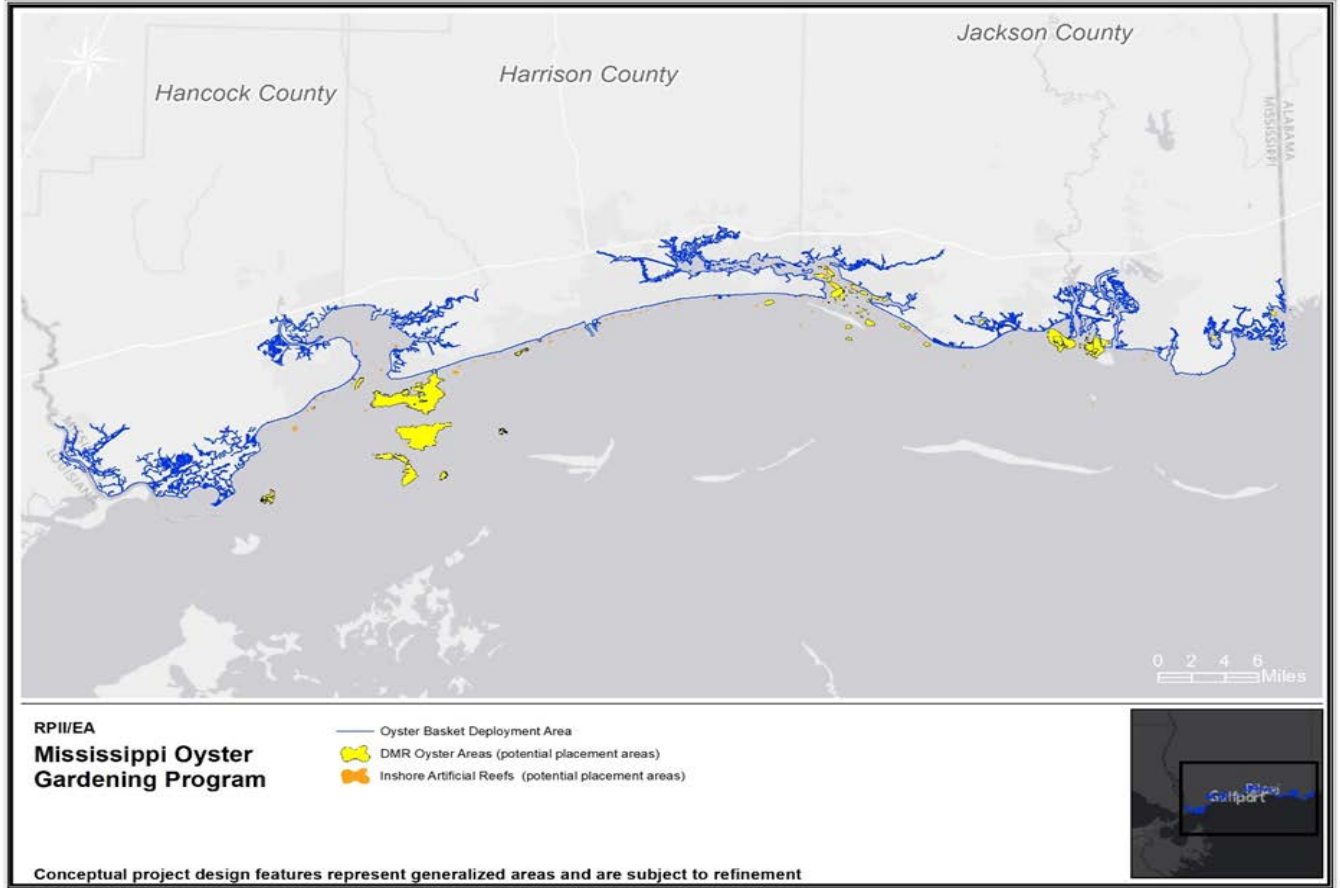 Jackson County
Harrison County
Hancock County
ALABAMA
MISSISSIPPI
LOUISIANA
0 2 4 6
Miles
RPII/EA
Mississippi Oyster
Gardening Program
Oyster Basket Deployment Area
DMR Oyster Areas (potential placement areas)
Inshore Artificial Reefs (potential placement areas)
Gulfport
Conceptual project design features represent generalized areas and are subject to refinement